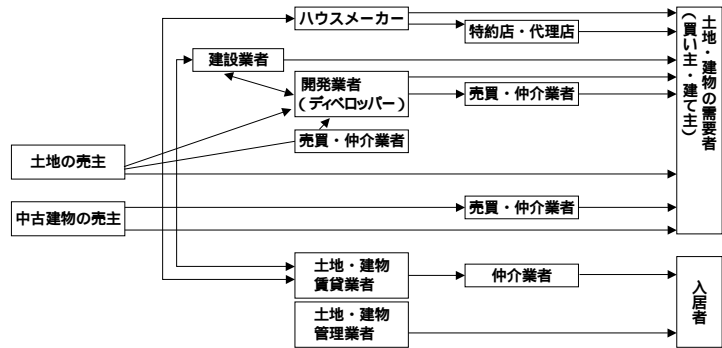 ハウスメーカー
特約店・代理店
建設業者
開発業者
(ディベロッパー)
売買・仲介業者
売買・仲介業者
土地の売主
中古建物の売主
売買・仲介業者
土地・建物の需要者
(買い主・建て主)
土地・建物
賃貸業者
仲介業者
土地・建物
管理業者
入居者